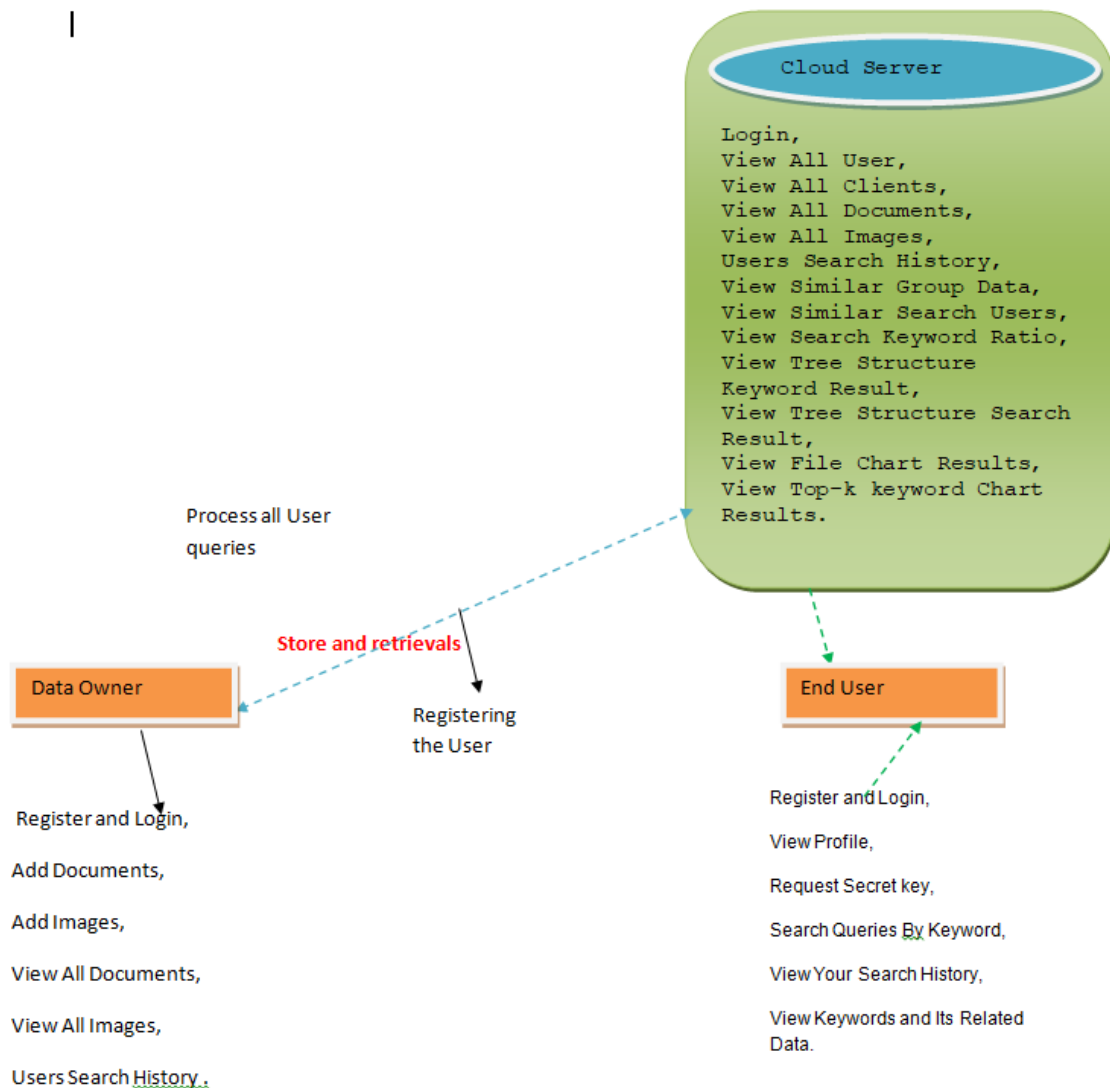 Cloud Server
Login,
View All User,
View All Clients,
View All Documents,
View All Images,
Users Search History,
View Similar Group Data,
View Similar Search Users,
View Search Keyword Ratio,
View Tree Structure
Keyword Result,
View Tree Structure Search
Result,
View File Chart Results,
View Top-k keyword Chart
Results.
Process all User
queries
Store and retrievals
Data Owner
Registering
the User
End User
Register and Login,
Add Documents,
Add Images,
View All Documents,
View All Images,
Users Search History .
Register and Login,
View Profile,
Request Secret key,
Search Queries By Keyword,
View Your Search History,
View Keywords and Its Related
Data.